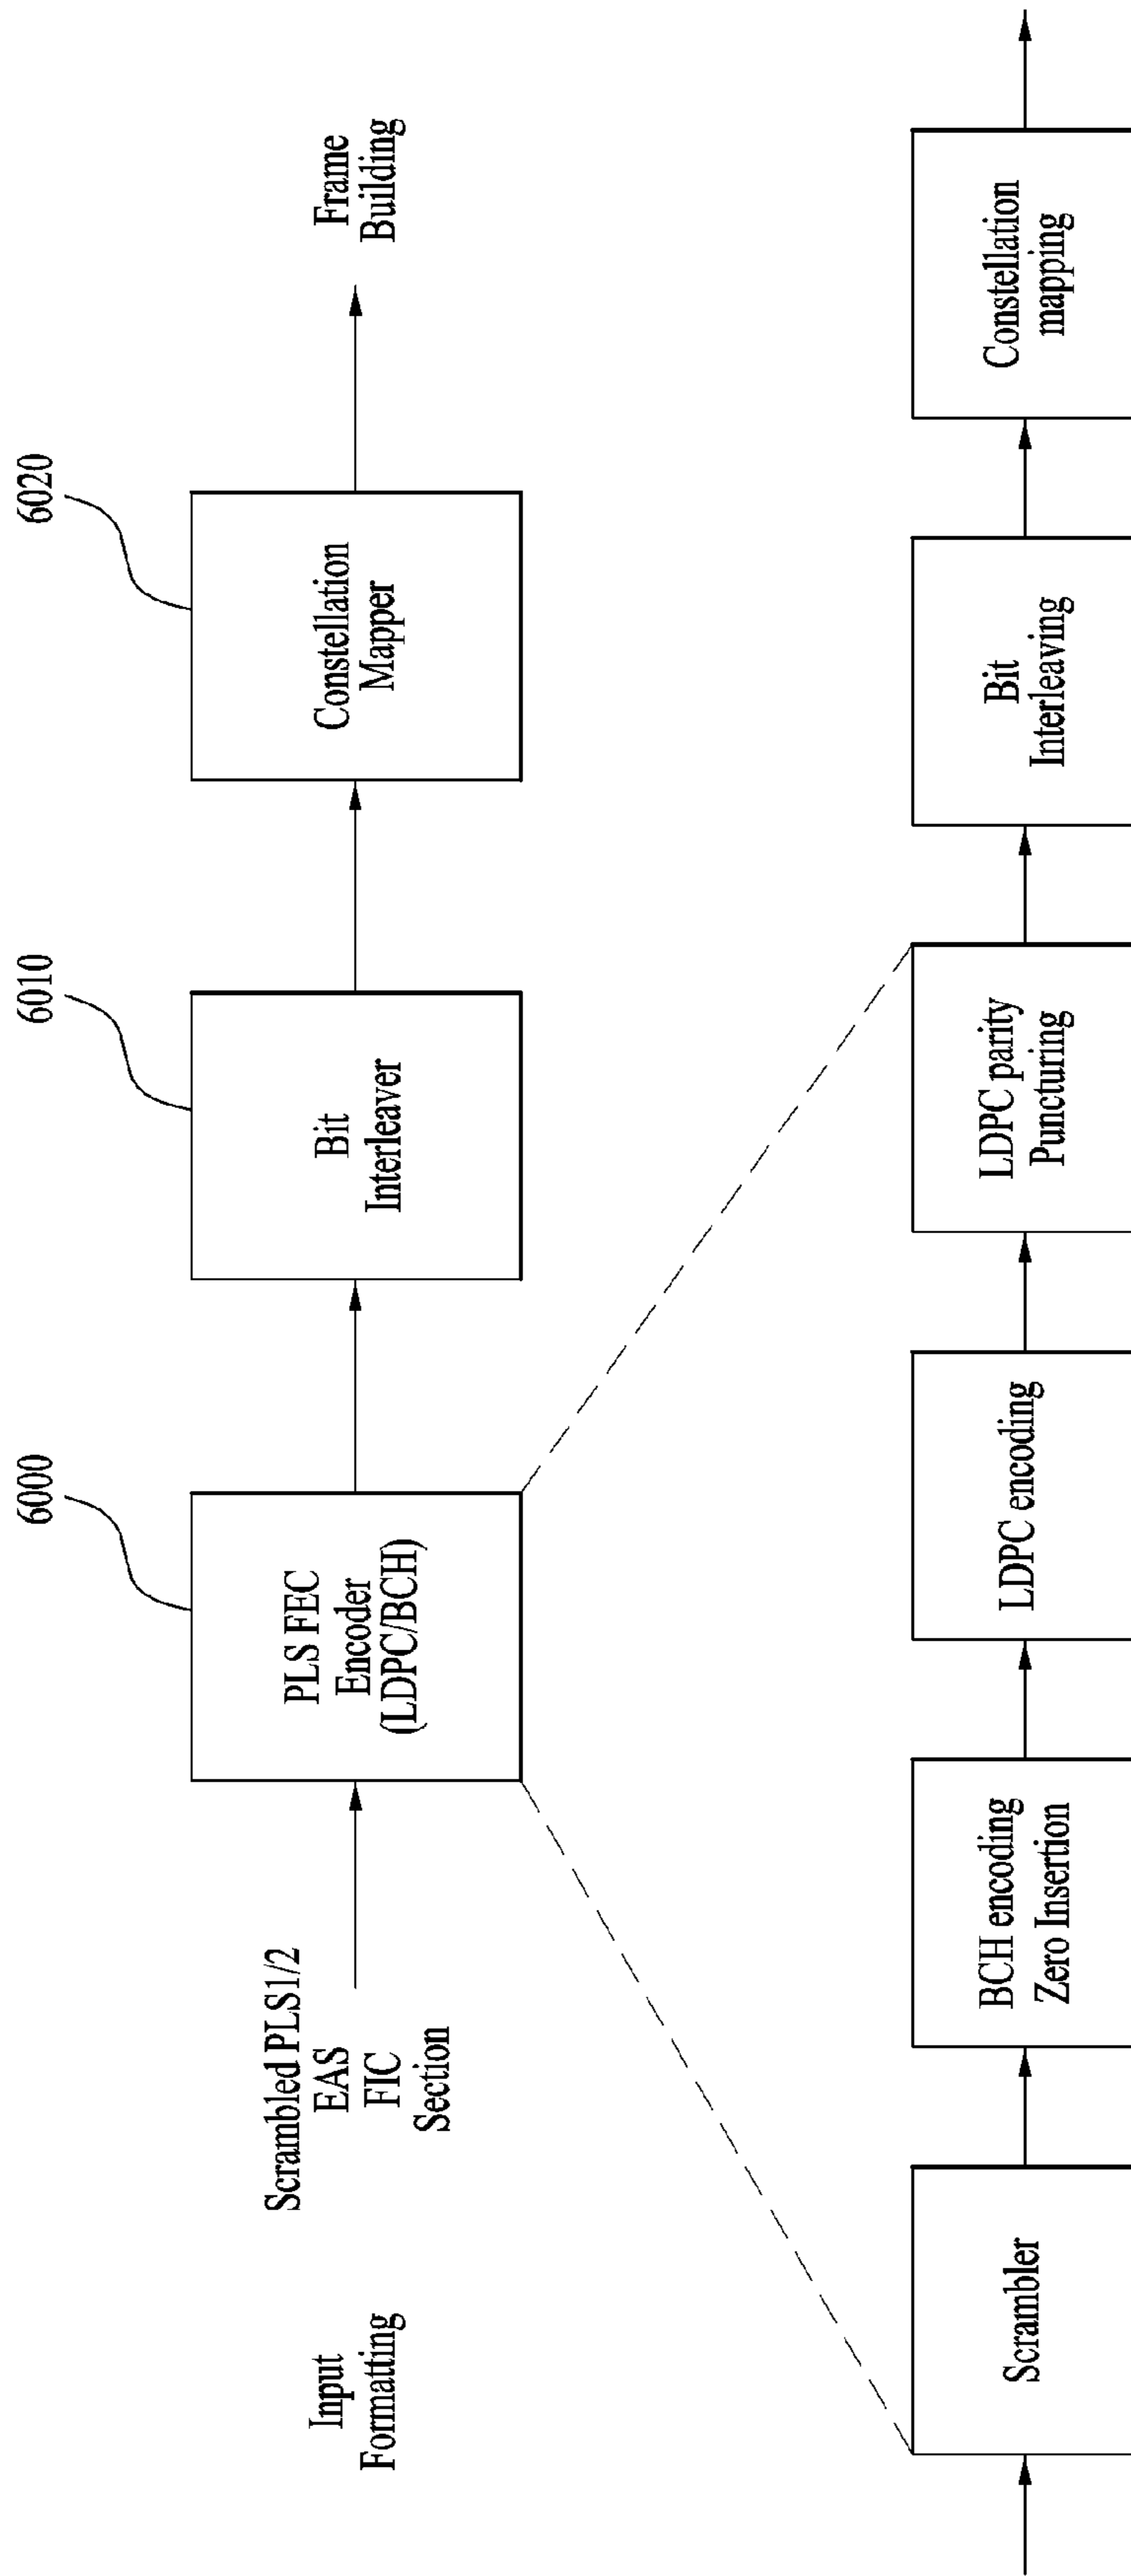 Input
Formatting
Scrambled PLS1/2
EAS
FIC
Section
6000
PLS FEC
Encoder
(LDPC/BCH)
6010
Bit
Interleaver
6020
Constellation
Mapper
Frame
Building
Scrambler
BCH encoding
Zero Insertion
LDPC encoding
LDPC parity
Puncturing
Bit
Interleaving
Constellation
mapping